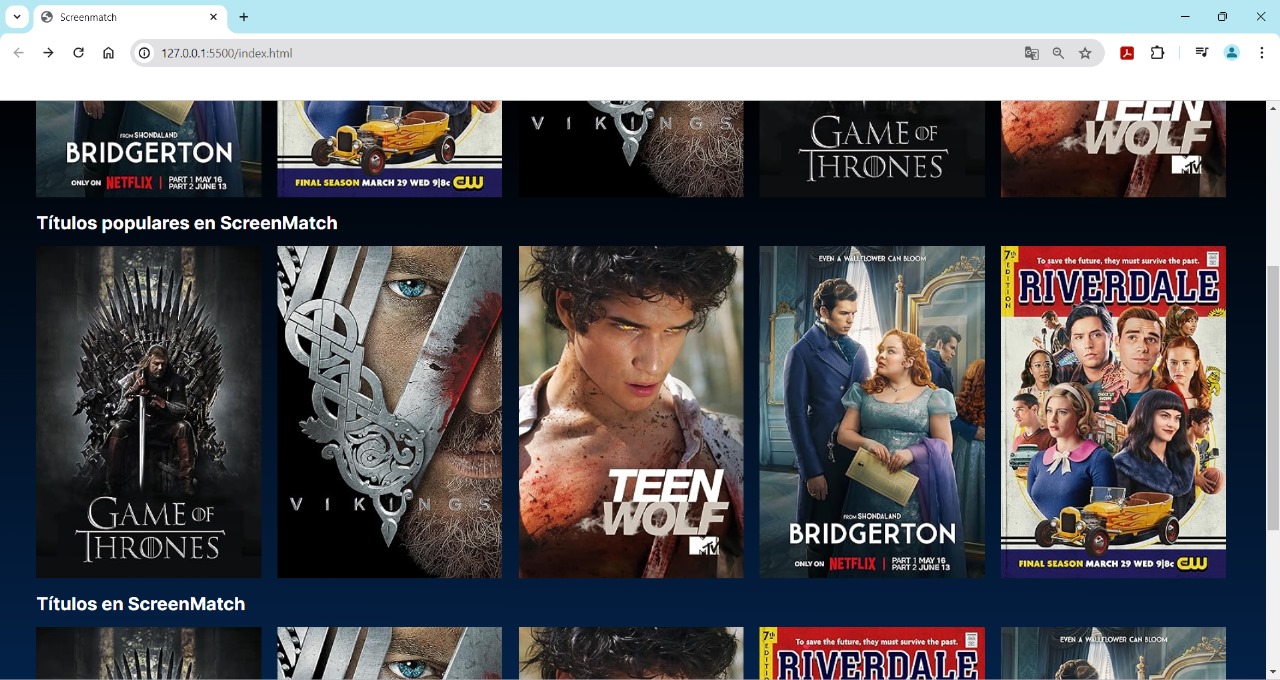 Screenmatch
127.0.0.1:5500/index.html
FROM SHONDALAND
BRIDGERTON
ONLY ON NETFLIX | PART 1 MAY 16
PART 2 JUNE 13
FINAL SEASON MARCH 29 WED 9|8c CW
VIKINGS
GAME OF
THRONES
TEEN
WOLF
MTV
Títulos populares en ScreenMatch
GAME OF
THRONES
VIKINGS
TEEN
WOLF
MTV
EVEN A WALLFLOWER CAN BLOOM
FROM SHONDALAND
BRIDGERTON
ONLY ON NETFLIX | PART 1 MAY 16
PART 2 JUNE 13
7th EDITION
To save the future, they must survive the past.
RIVERDALE
FINAL SEASON MARCH 29 WED 9|8c CW
Títulos en ScreenMatch
7th EDITION
To save the future, they must survive the past.
RIVERDALE
EVEN A WALLFLOWER CAN BLOOM